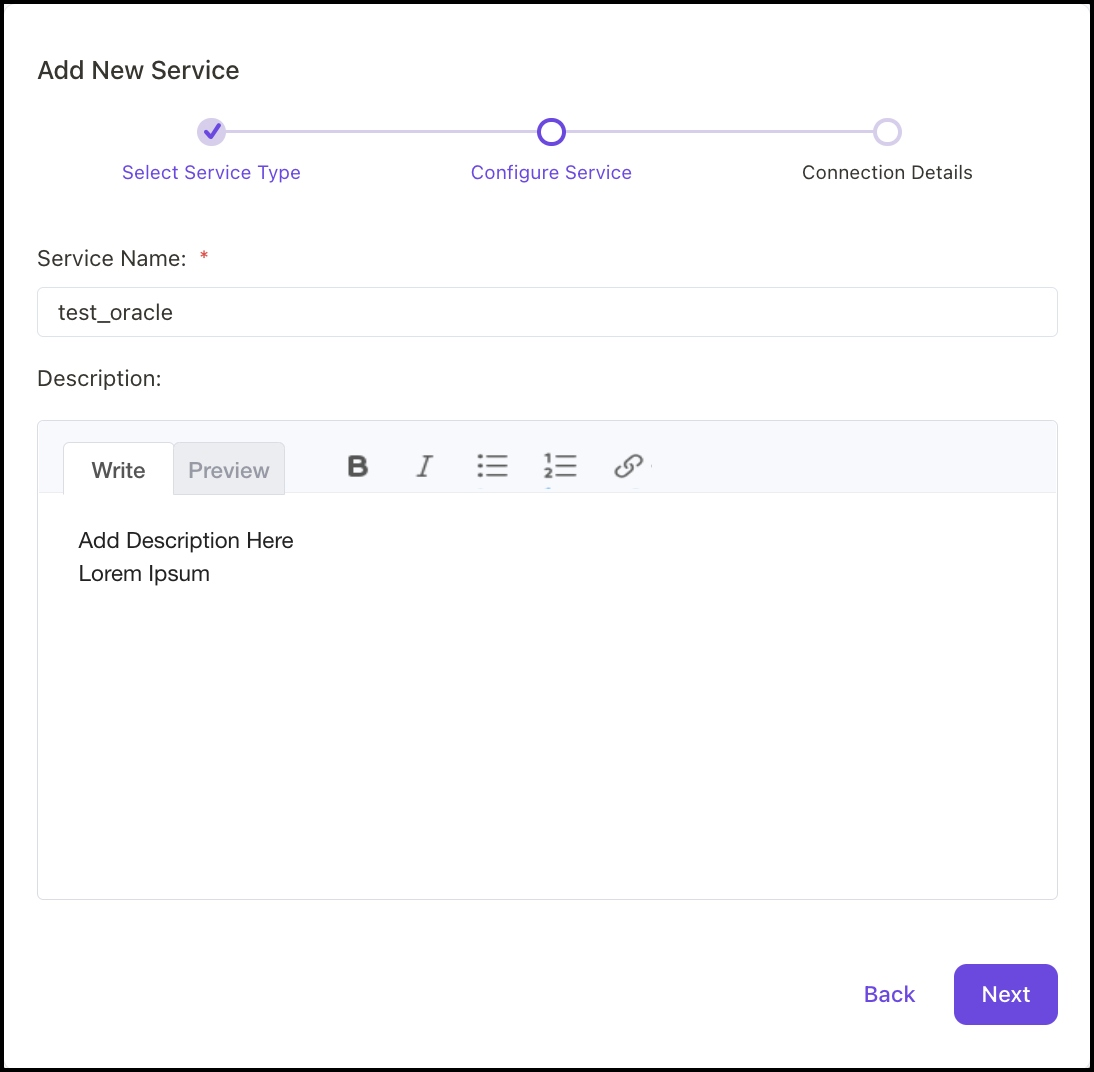 Add New Service
Select Service Type
Configure Service
Connection Details
Service Name: *
test_oracle
Description:
Write
Preview
B
I
Add Description Here
Lorem Ipsum
Back
Next